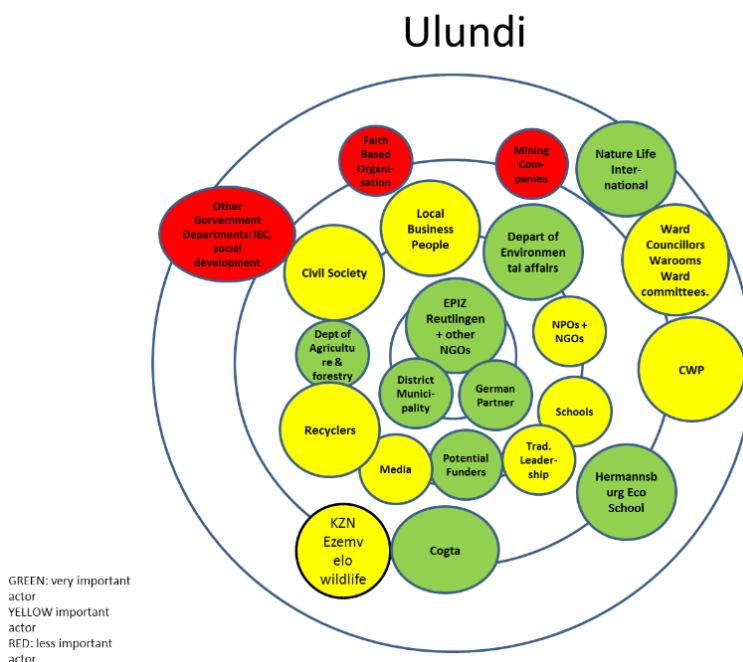 Ulundi
Faith
Based
Organi-
sation
Mining
Com-
panies
Nature Life
Inter-
national
Other
Gorvernment
Departments: IEC,
social
development
Local
Business
People
Depart of
Environmen
tal affairs
Ward
Councillors
Warooms
Ward
committees.
Civil Society
EPIZ
Reutlingen
+ other
NGOs
NPOs +
NGOs
Dept of
Agricultu
re &
forestry
CWP
District
Munici-
pality
German
Partner
Recyclers
Schools
Media
Potential
Funders
Trad.
Leader-
ship
Hermannsb
urg Eco
School
KZN
Ezemv
elo
wildlife
Cogta
GREEN: very important
actor
YELLOW important
actor
RED: less important
actor